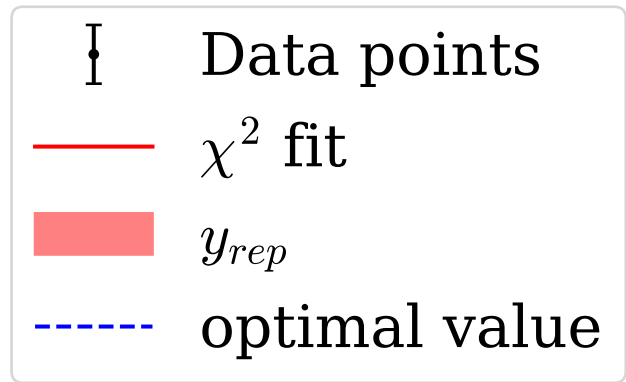 Data points
χ² fit
y_rep
optimal value